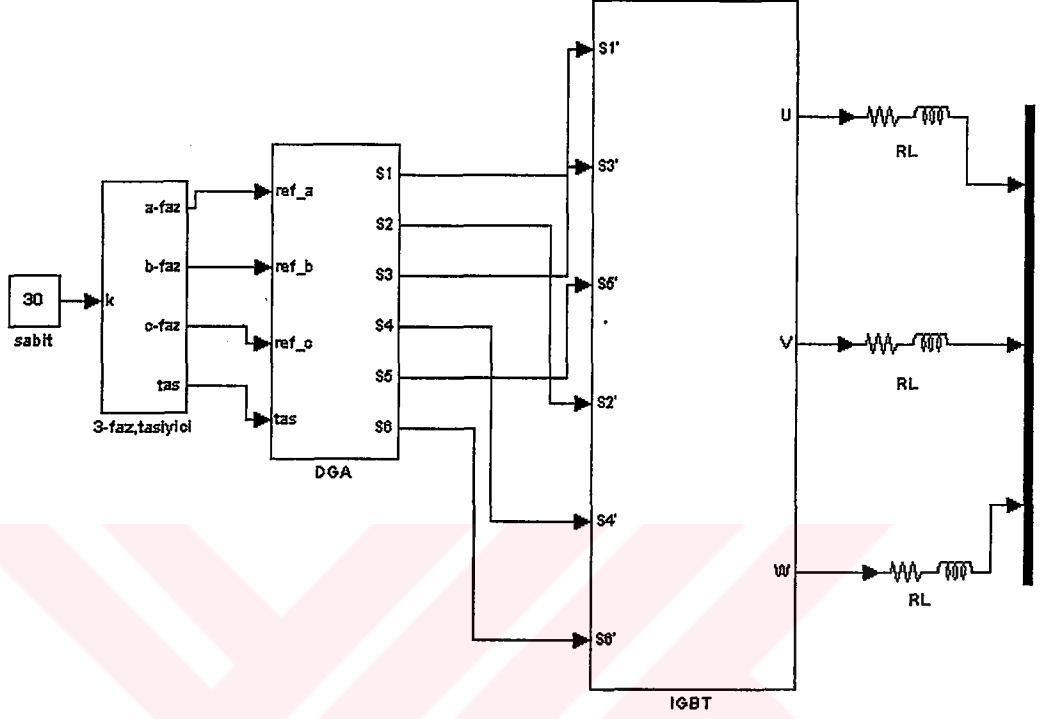 30
sabit
k
a-faz
b-faz
c-faz
tas
3-faz,tasiyici
ref_a
ref_b
ref_c
tas
S1
S2
S3
S4
S5
S6
DGA
S1'
S3'
S5'
S2'
S4'
S6'
U
V
W
IGBT
RL
RL
RL